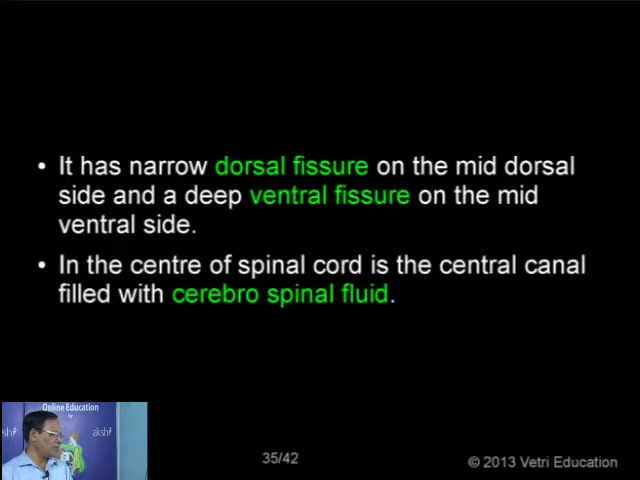 • It has narrow dorsal fissure on the mid dorsal
side and a deep ventral fissure on the mid
ventral side.
• In the centre of spinal cord is the central canal
filled with cerebro spinal fluid.
Online Education
by
akshi
35/42
© 2013 Vetri Education